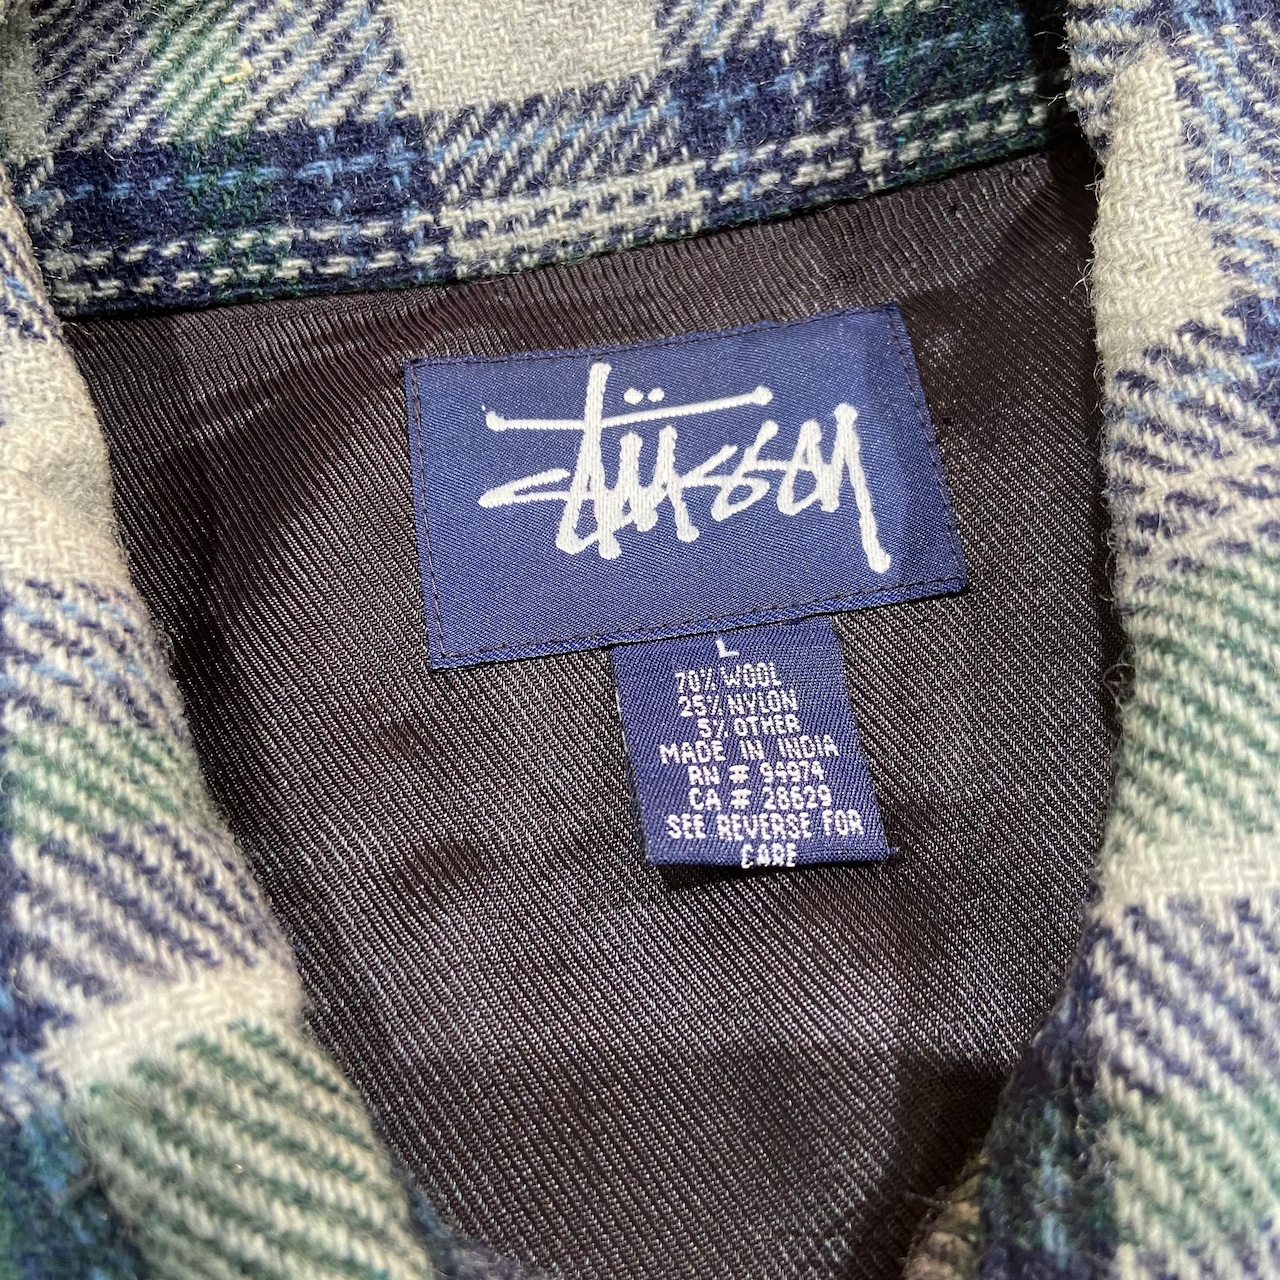 Stüssy
L
70% WOOL
25% NYLON
5% OTHER
MADE IN INDIA
RN # 94974
CA # 28629
SEE REVERSE FOR
CARE